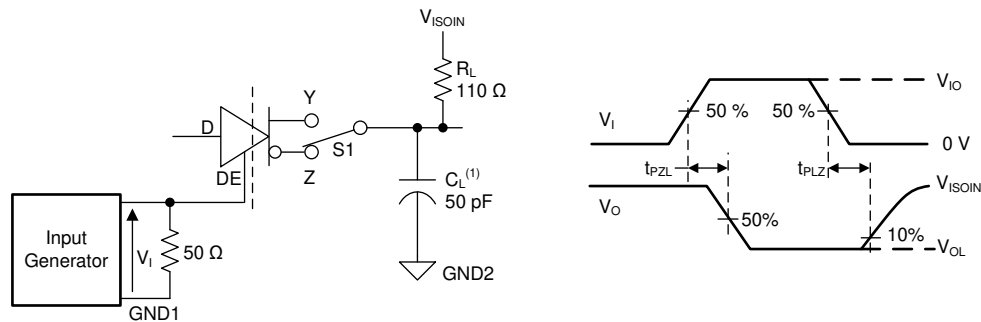 V_ISOIN
R_L
110 Ω
Y
D
S1
Z
DE
C_L^(1)
50 pF
Input
Generator
V_I
50 Ω
GND1
GND2
V_I
50 %
50 %
V_IO
0 V
t_PZL
t_PLZ
V_ISOIN
V_O
50%
10%
V_OL